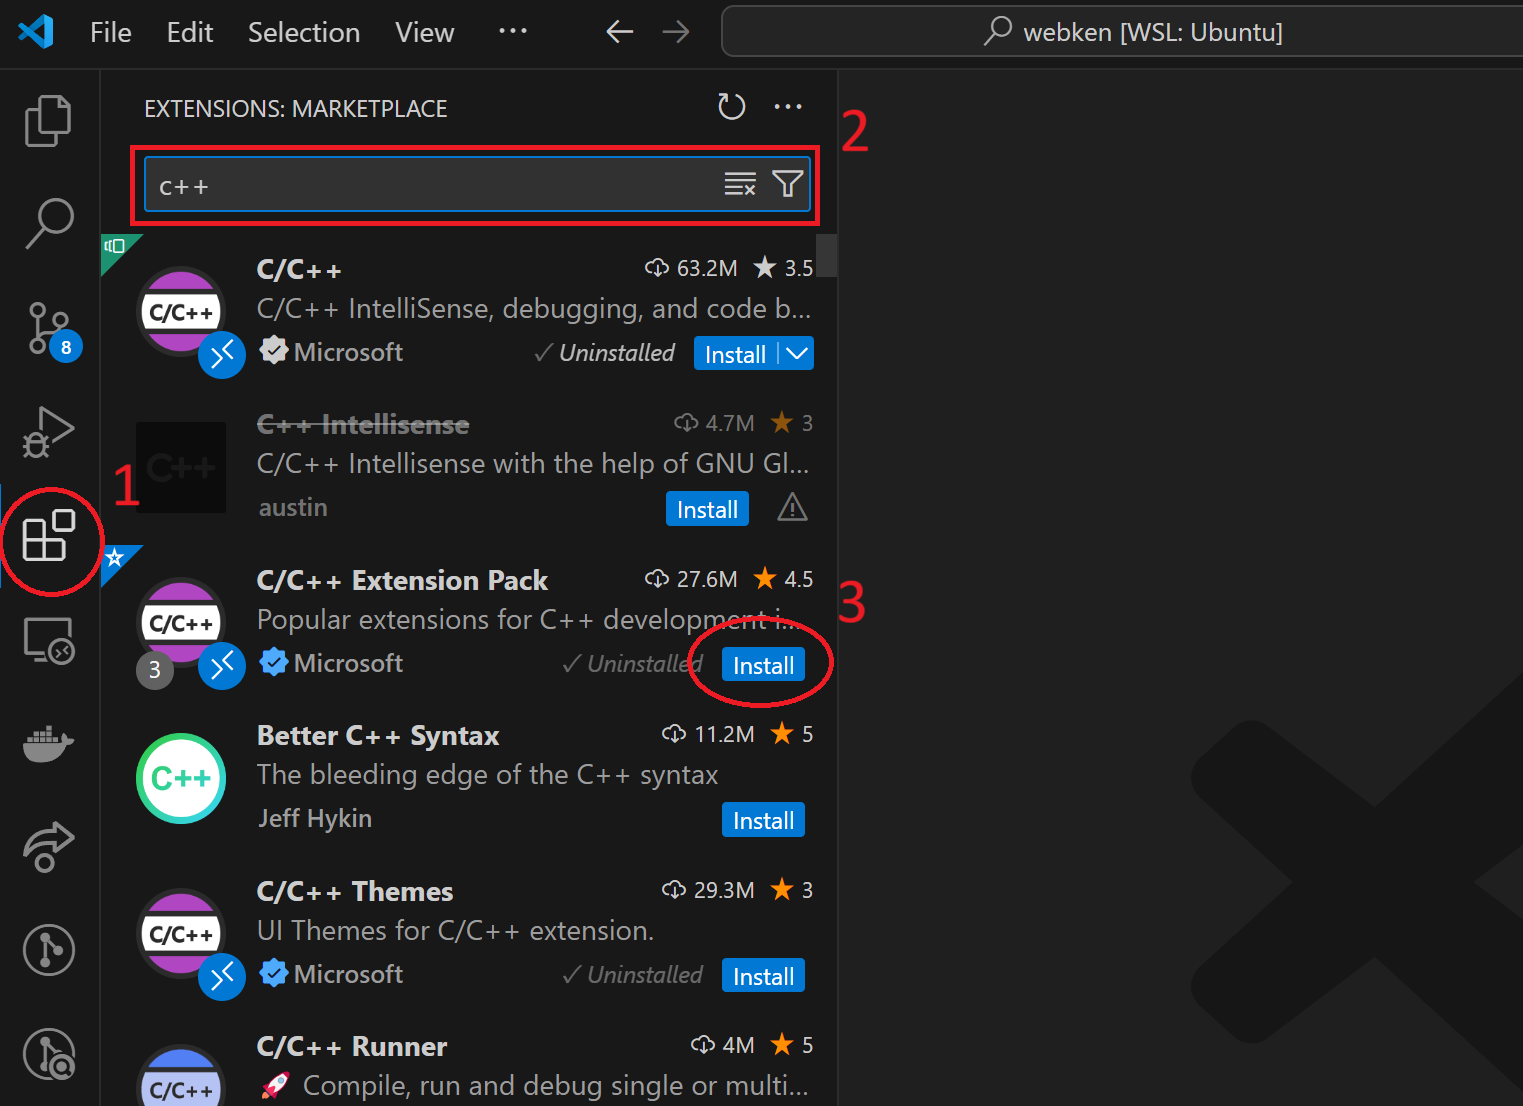 File Edit Selection View ··· webken [WSL: Ubuntu]
EXTENSIONS: MARKETPLACE
2
c++
C/C++ 63.2M 3.5
C/C++ IntelliSense, debugging, and code b...
Microsoft Uninstalled Install
C/C++
8
C++ Intellisense 4.7M 3
C/C++ Intellisense with the help of GNU Gl...
austin Install
C++
1
C/C++ Extension Pack 27.6M 4.5
Popular extensions for C++ development i...
Microsoft Uninstalled Install
C/C++
3
3
Better C++ Syntax 11.2M 5
The bleeding edge of the C++ syntax
Jeff Hykin Install
C++
C/C++ Themes 29.3M 3
UI Themes for C/C++ extension.
Microsoft Uninstalled Install
C/C++
C/C++ Runner 4M 5
🚀 Compile, run and debug single or multi...
C/C++